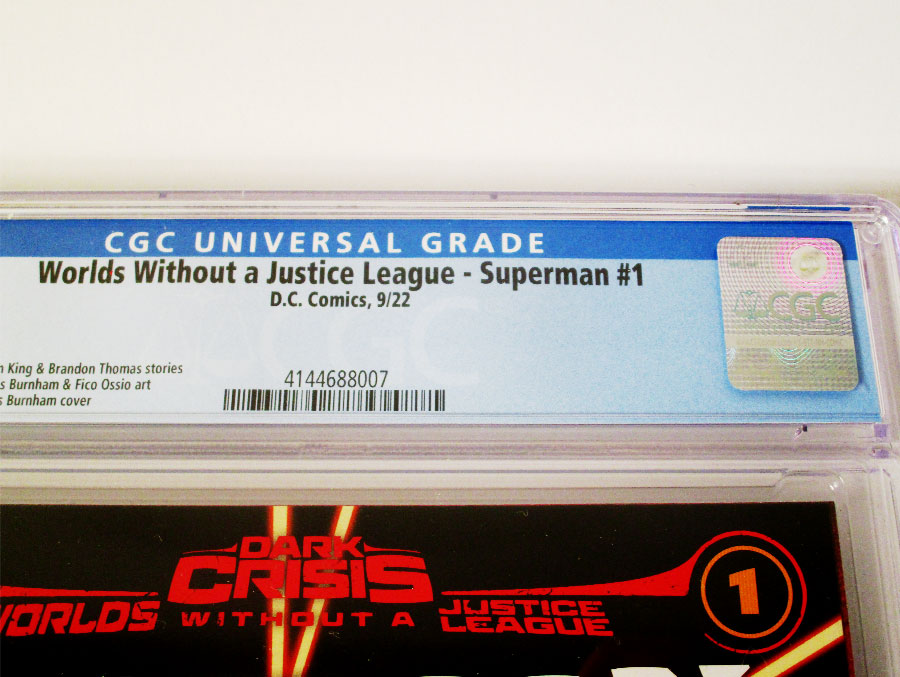 CGC UNIVERSAL GRADE
Worlds Without a Justice League - Superman #1
D.C. Comics, 9/22
King & Brandon Thomas stories
Burnham & Fico Ossio art
Burnham cover
4144688007
CGC
CGC
DARK
CRISIS
WORLDS WITHOUT A JUSTICE LEAGUE
1